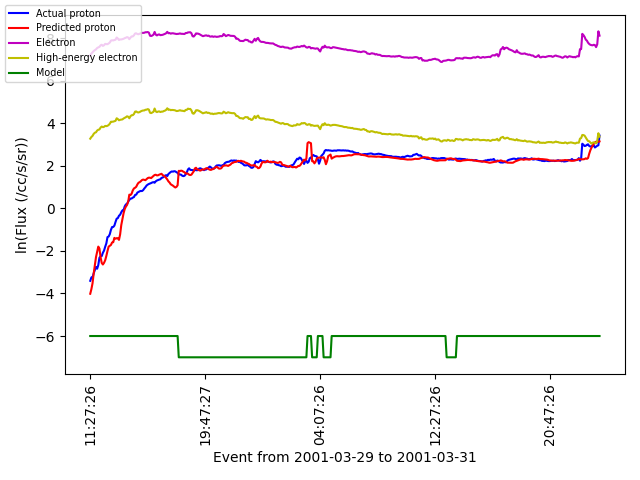 Actual proton
Predicted proton
Electron
High-energy electron
Model
8
6
4
2
0
−2
−4
−6
ln(Flux (/cc/s/sr))
11:27:26
19:47:27
04:07:26
12:27:26
20:47:26
Event from 2001-03-29 to 2001-03-31